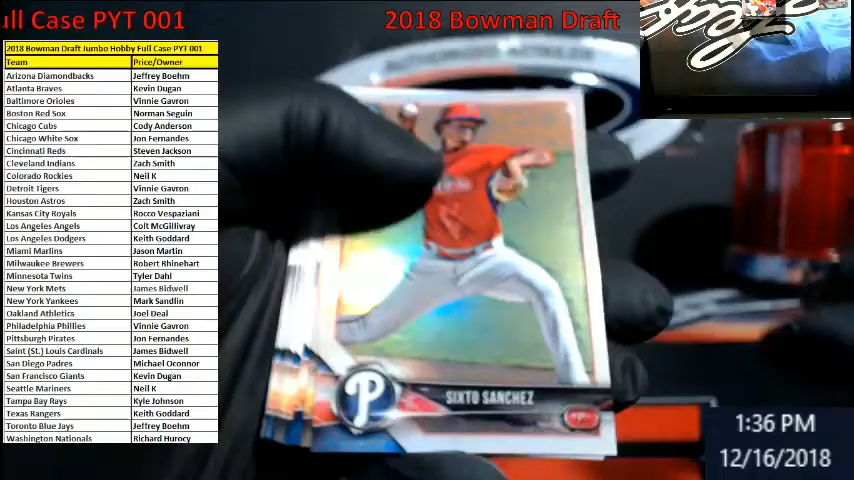 ull Case PYT 001
2018 Bowman Draft
2018 Bowman Draft Jumbo Hobby Full Case PYT 001
Team Price/Owner
Arizona Diamondbacks Jeffrey Boehm
Atlanta Braves Kevin Dugan
Baltimore Orioles Vinnie Gavron
Boston Red Sox Norman Seguin
Chicago Cubs Cody Anderson
Chicago White Sox Jon Fernandes
Cincinnati Reds Steven Jackson
Cleveland Indians Zach Smith
Colorado Rockies Neil K
Detroit Tigers Vinnie Gavron
Houston Astros Zach Smith
Kansas City Royals Rocco Vespaziani
Los Angeles Angels Colt McGillivray
Los Angeles Dodgers Keith Goddard
Miami Marlins Jason Martin
Milwaukee Brewers Robert Rhinehart
Minnesota Twins Tyler Dahl
New York Mets James Bidwell
New York Yankees Mark Sandlin
Oakland Athletics Joel Deal
Philadelphia Phillies Vinnie Gavron
Pittsburgh Pirates Jon Fernandes
Saint (St.) Louis Cardinals James Bidwell
San Diego Padres Michael Oconnor
San Francisco Giants Kevin Dugan
Seattle Mariners Neil K
Tampa Bay Rays Kyle Johnson
Texas Rangers Keith Goddard
Toronto Blue Jays Jeffrey Boehm
Washington Nationals Richard Hurocy
P
SIXTO SANCHEZ
1:36 PM
12/16/2018